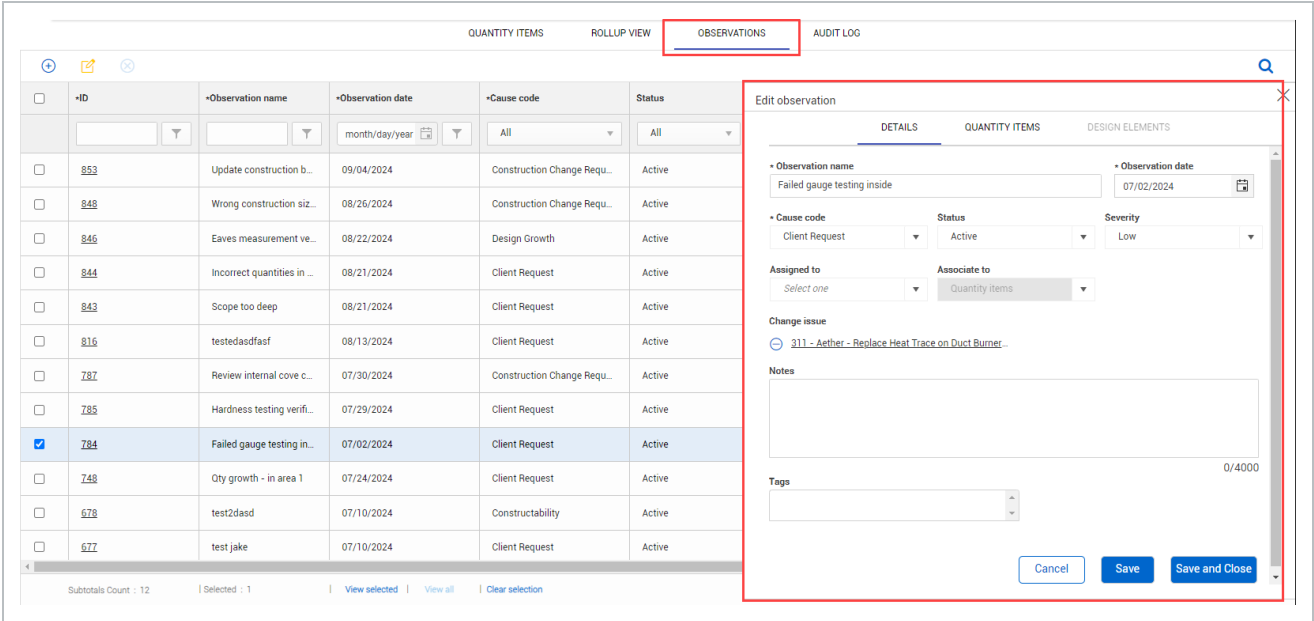 QUANTITY ITEMS ROLLUP VIEW OBSERVATIONS AUDIT LOG
*ID *Observation name *Observation date *Cause code Status
month/day/year All All
853 Update construction b... 09/04/2024 Construction Change Requ... Active
848 Wrong construction siz... 08/26/2024 Construction Change Requ... Active
846 Eaves measurement ve... 08/22/2024 Design Growth Active
844 Incorrect quantities in ... 08/21/2024 Client Request Active
843 Scope too deep 08/21/2024 Client Request Active
816 testedasdfasf 08/13/2024 Client Request Active
787 Review internal cove c... 07/30/2024 Construction Change Requ... Active
785 Hardness testing verifi... 07/29/2024 Client Request Active
784 Failed gauge testing in... 07/02/2024 Client Request Active
748 Qty growth - in area 1 07/24/2024 Client Request Active
678 test2dasd 07/10/2024 Constructability Active
677 test jake 07/10/2024 Client Request Active
Subtotals Count : 12 | Selected : 1 | View selected | View all | Clear selection
Edit observation
DETAILS QUANTITY ITEMS DESIGN ELEMENTS
* Observation name * Observation date
Failed gauge testing inside 07/02/2024
* Cause code Status Severity
Client Request Active Low
Assigned to Associate to
Select one Quantity items
Change issue
311 - Aether - Replace Heat Trace on Duct Burner...
Notes
0/4000
Tags
Cancel Save Save and Close